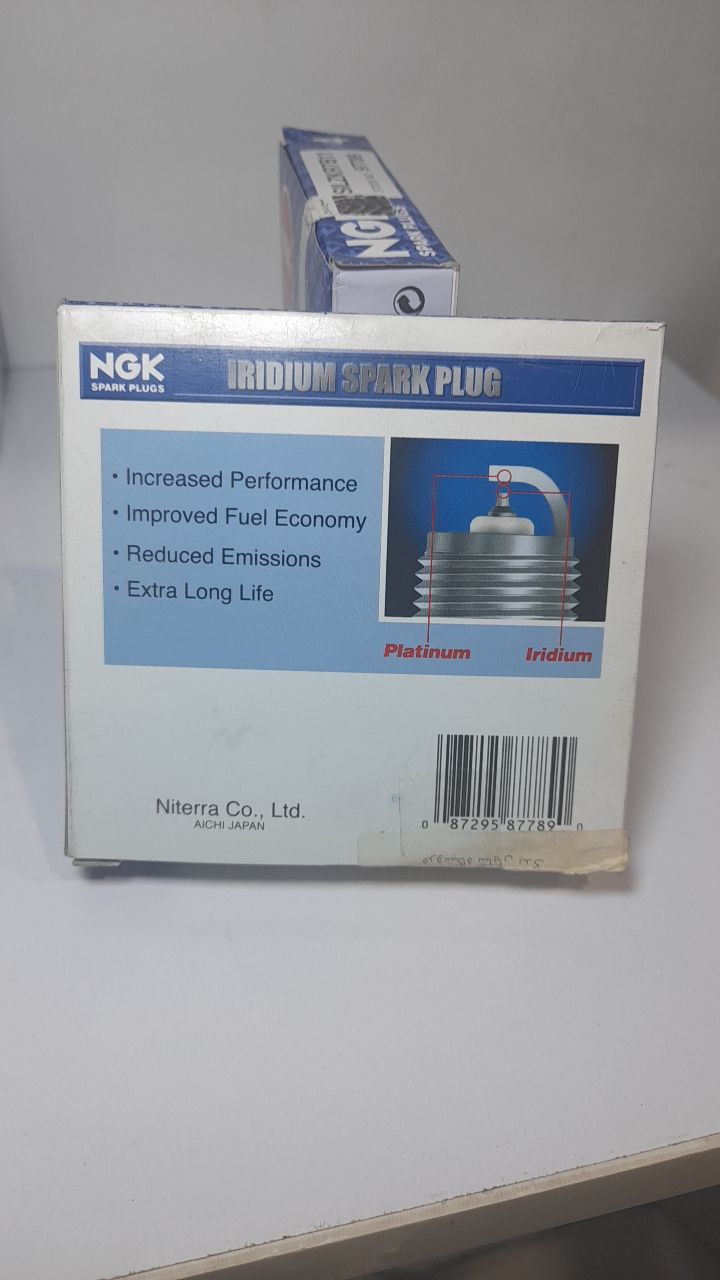 NGK
SPARK PLUGS
NGK
SPARK PLUGS
IRIDIUM SPARK PLUG
• Increased Performance
• Improved Fuel Economy
• Reduced Emissions
• Extra Long Life
Platinum
Iridium
Niterra Co., Ltd.
AICHI JAPAN
0 87295 87789 0